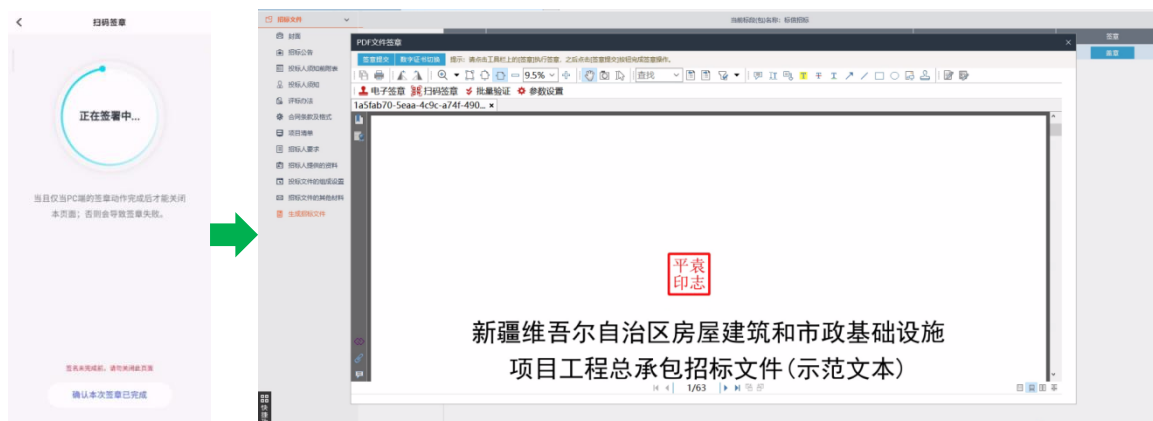 扫码签章
正在签署中...
当且仅当PC端的签章动作完成后才能关闭
本页面；否则会导致签章失败。
签名未完成前，请勿关闭此页面
确认本次签章已完成
招标文件
当前标段(包)名称：标信招标
封面
招标公告
投标人须知前附表
投标人须知
评标办法
合同条款及格式
项目清单
招标人要求
招标人提供的资料
投标文件的组成设置
招标文件的其他材料
生成招标文件
签章
PDF文件签章
签章提交 数字证书切换 提示：请点击工具栏上的[签章]执行签章，之后点击[签章提交]按钮完成签章操作。
9.5% 查找
电子签章 扫码签章 批量验证 参数设置
1a5fab70-5eaa-4c9c-a74f-490...
平袁
印志
新疆维吾尔自治区房屋建筑和市政基础设施
项目工程总承包招标文件(示范文本)
1/63